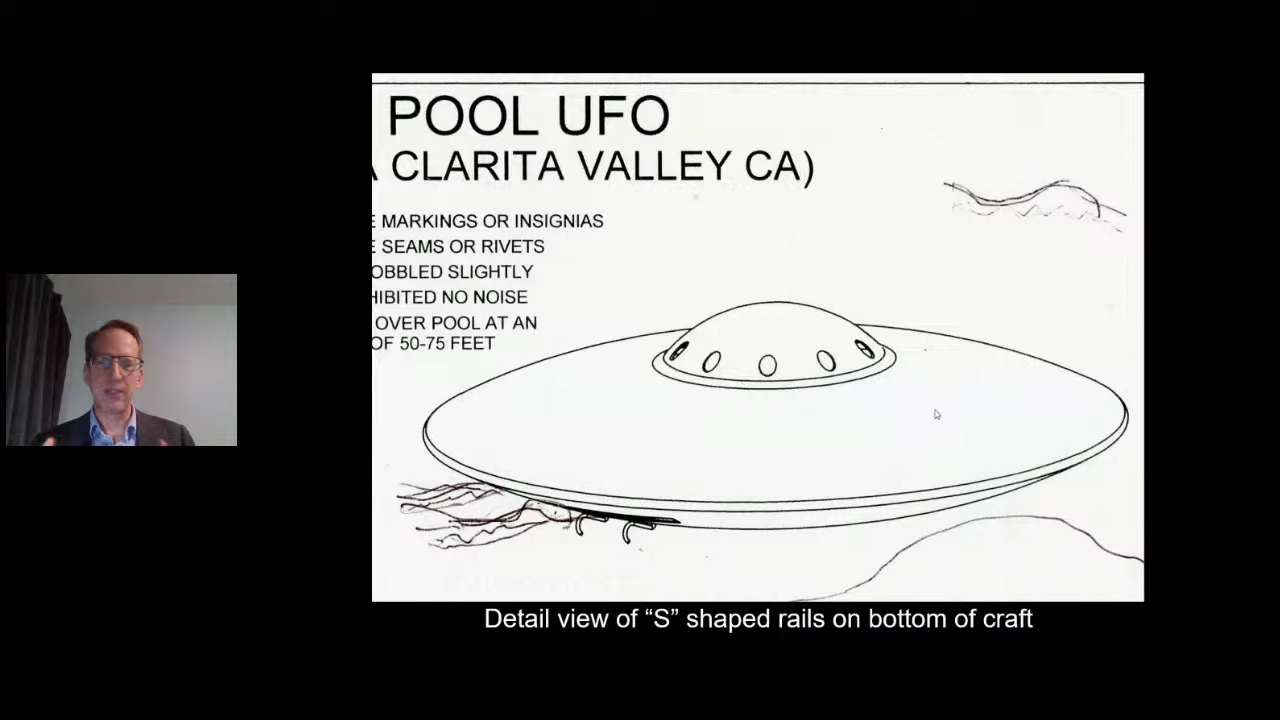 POOL UFO
CLARITA VALLEY CA)
MARKINGS OR INSIGNIAS
SEAMS OR RIVETS
OBBLED SLIGHTLY
HIBITED NO NOISE
OVER POOL AT AN
OF 50-75 FEET
Detail view of “S” shaped rails on bottom of craft